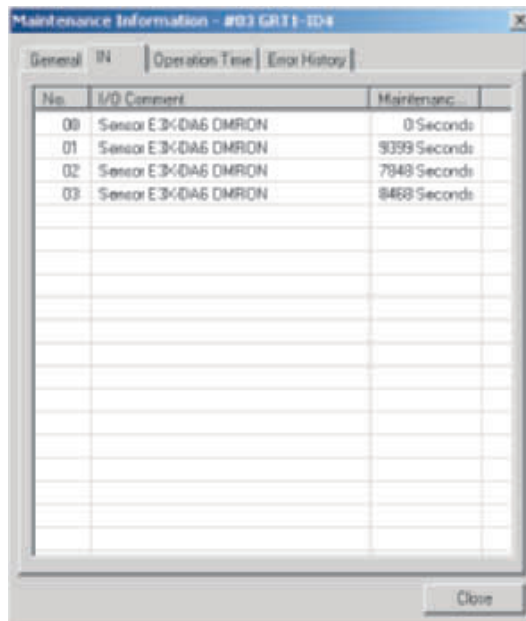 Maintenance Information - #03 GRT1-ID4
General IN Operation Time Error History
No. I/O Comment Maintenanc...
00 Sensor E3X-DA6 OMRON 0 Seconds
01 Sensor E3X-DA6 OMRON 9399 Seconds
02 Sensor E3X-DA6 OMRON 7848 Seconds
03 Sensor E3X-DA6 OMRON 8468 Seconds
Close